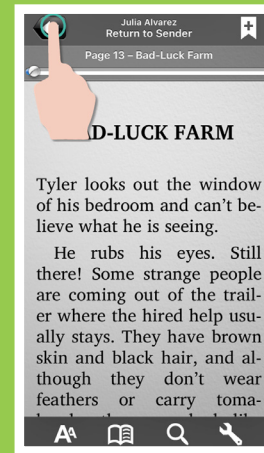 Julia Alvarez
Return to Sender
Page 13 – Bad-Luck Farm
D-LUCK FARM
Tyler looks out the window
of his bedroom and can't be-
lieve what he is seeing.
He rubs his eyes. Still
there! Some strange people
are coming out of the trail-
er where the hired help usu-
ally stays. They have brown
skin and black hair, and al-
though they don't wear
feathers or carry toma-
AA